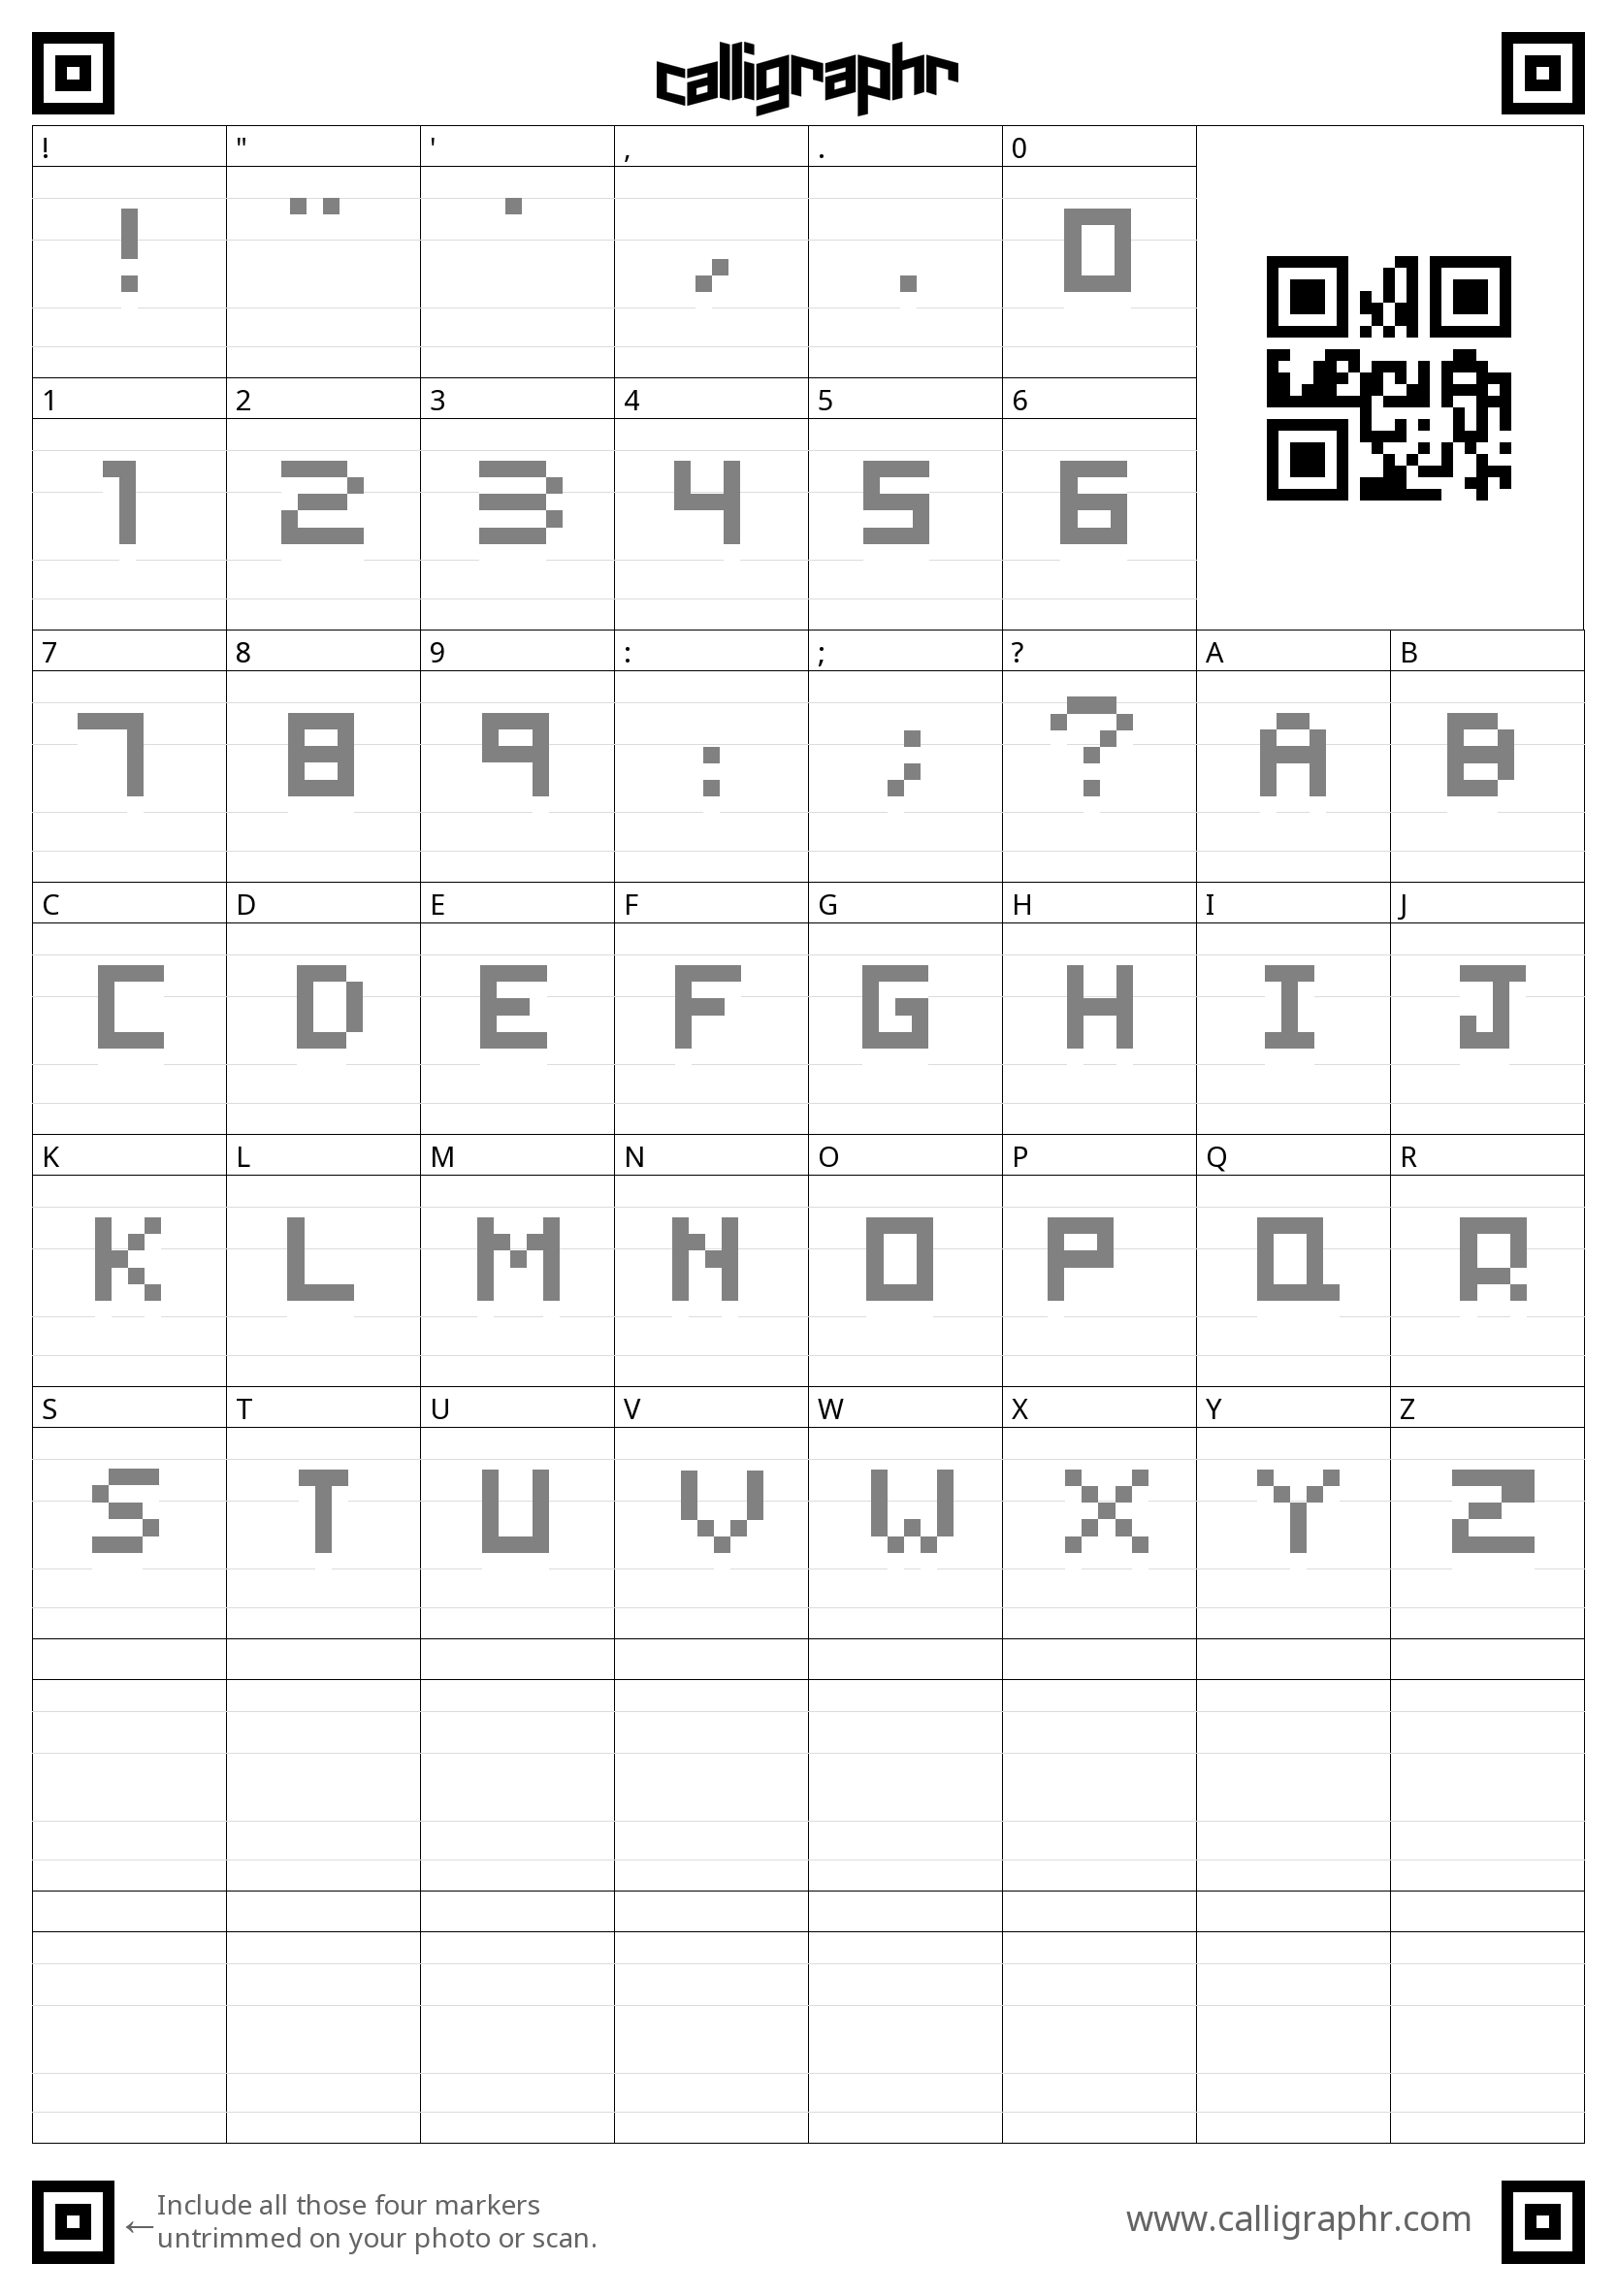 calligraphr
! " ' , . 0
! " ' , . 0
1 2 3 4 5 6
1 2 3 4 5 6
7 8 9 : ; ? A B
7 8 9 : ; ? A B
C D E F G H I J
C D E F G H I J
K L M N O P Q R
K L M N O P Q R
S T U V W X Y Z
S T U V W X Y Z
←Include all those four markers
untrimmed on your photo or scan.
www.calligraphr.com